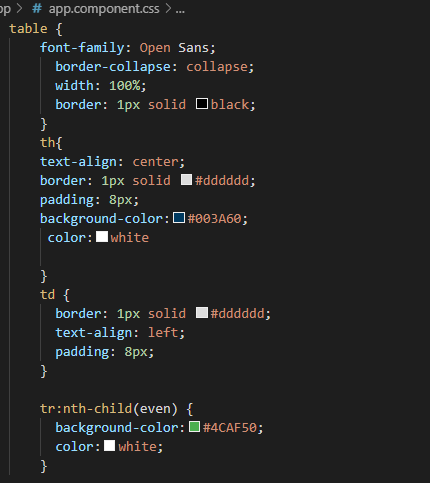 op > # app.component.css > ...
table {
font-family: Open Sans;
border-collapse: collapse;
width: 100%;
border: 1px solid black;
}
th{
text-align: center;
border: 1px solid #dddddd;
padding: 8px;
background-color:#003A60;
color:white
}
td {
border: 1px solid #dddddd;
text-align: left;
padding: 8px;
}
tr:nth-child(even) {
background-color:#4CAF50;
color:white;
}